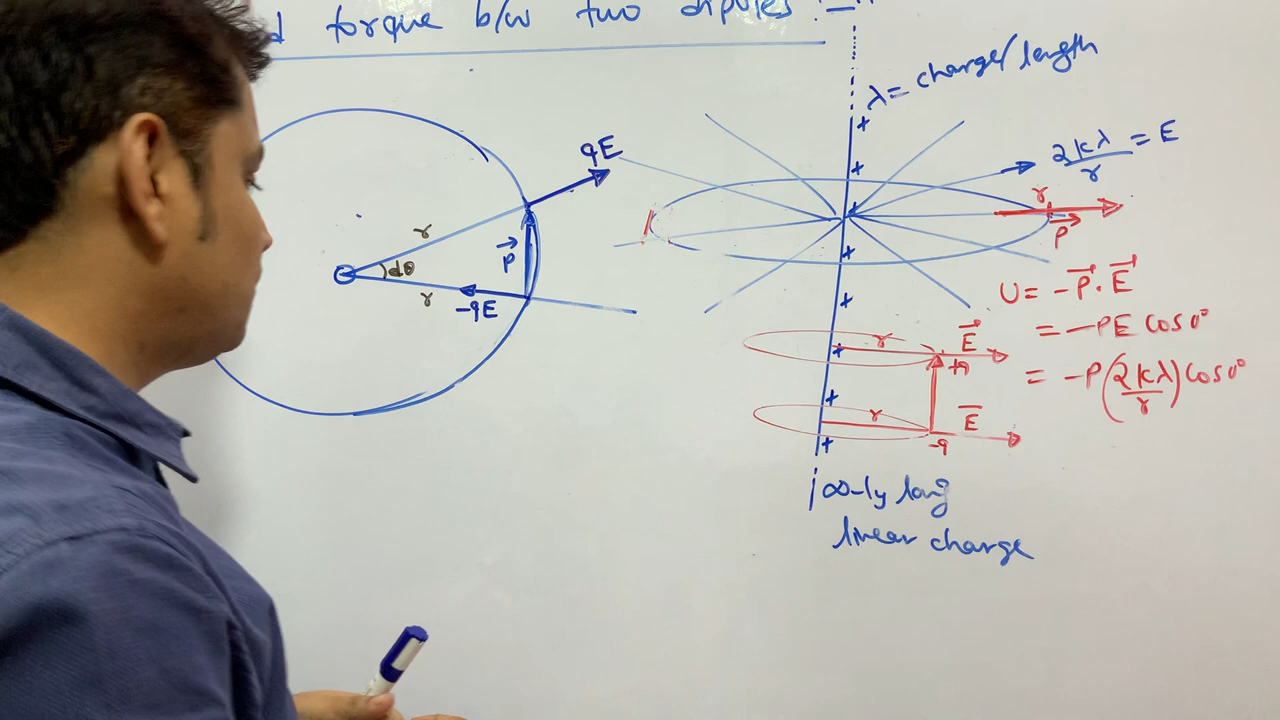 torque b/w two dipoles :-
λ = charge/length
qE
r
dθ
r
P⃗
-qE
2kλ/r = E
r
P⃗
U = -P⃗.E⃗
= -PE Cos0°
= -P(2kλ/r)Cos0°
r
E⃗
+q
r
E
-q
∞-ly long
linear charge